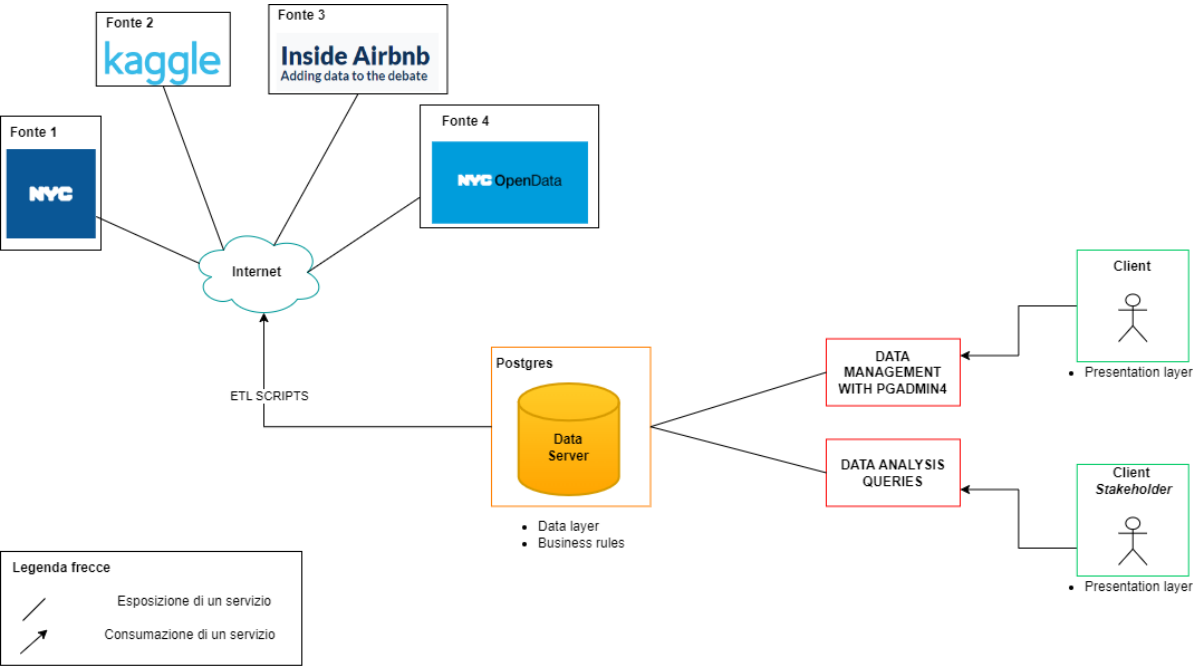 Fonte 2
kaggle
Fonte 3
Inside Airbnb
Adding data to the debate
Fonte 1
NYC
Fonte 4
NYC OpenData
Internet
ETL SCRIPTS
Postgres
Data
Server
Data layer
Business rules
DATA
MANAGEMENT
WITH PGADMIN4
DATA ANALYSIS
QUERIES
Client
Presentation layer
Client
Stakeholder
Presentation layer
Legenda frecce
Esposizione di un servizio
Consumazione di un servizio